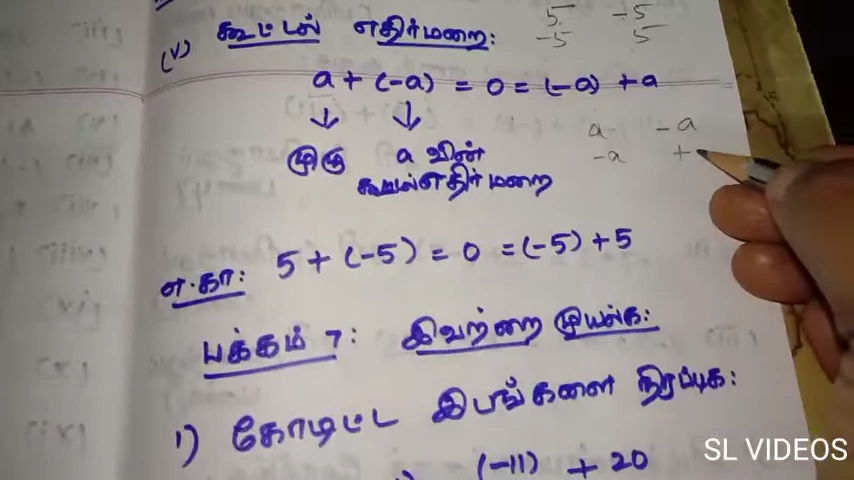 (v) கூட்டல் எதிர்மறை:
5 -5
-5 5
a + (-a) = 0 = (-a) + a
↓ ↓
முழு a வின்
கூட்டல்எதிர் மறை
a -a
-a +
எ.கா: 5 + (-5) = 0 = (-5) + 5
பக்கம் 7: இவற்றை முயல்க:
1) கோடிட்ட இடங்களை நிரப்புக:
(-11) + 20
SL VIDEOS